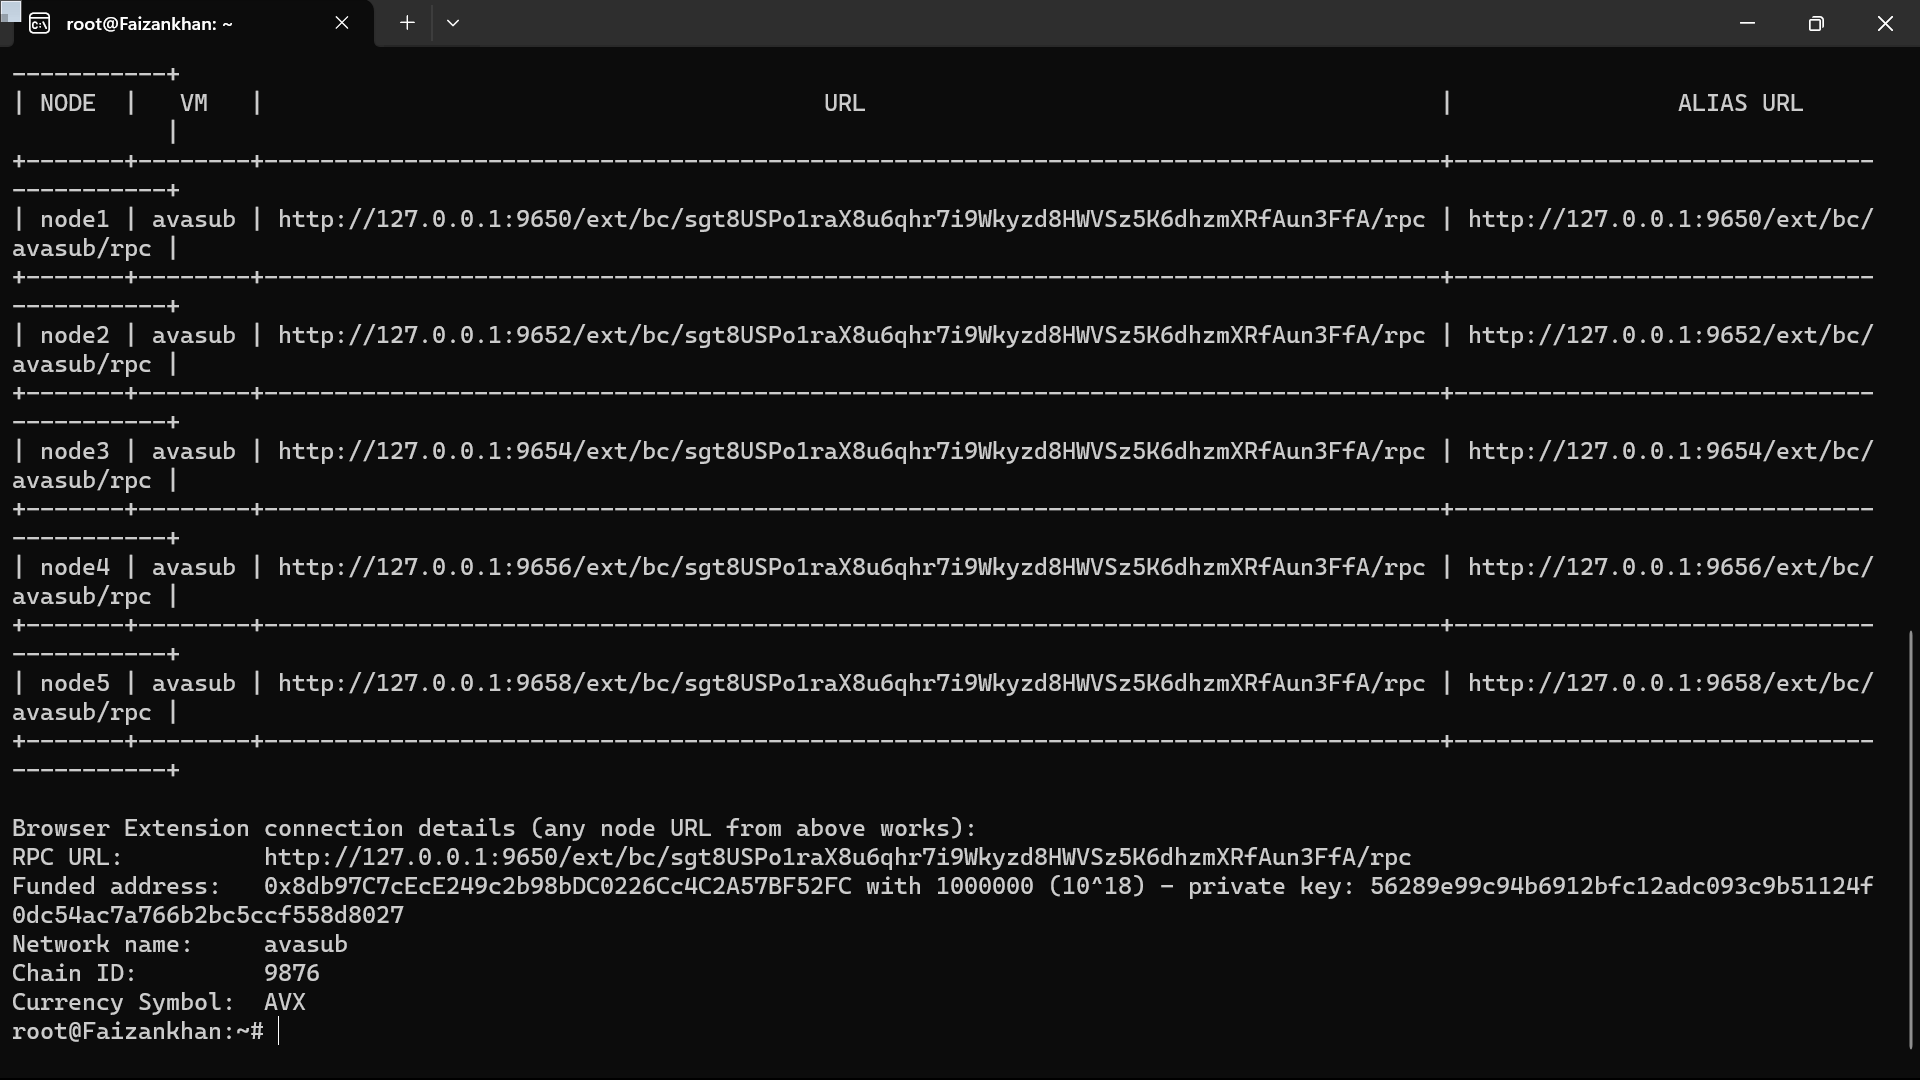 root@Faizankhan: ~
-----------+
| NODE  |   VM   |                                        URL                                         |                ALIAS URL
           |
+-------+--------+------------------------------------------------------------------------------------+------------------------------
-----------+
| node1 | avasub | http://127.0.0.1:9650/ext/bc/sgt8USPo1raX8u6qhr7i9Wkyzd8HWVSz5K6dhzmXRfAun3FfA/rpc | http://127.0.0.1:9650/ext/bc/
avasub/rpc |
+-------+--------+------------------------------------------------------------------------------------+------------------------------
-----------+
| node2 | avasub | http://127.0.0.1:9652/ext/bc/sgt8USPo1raX8u6qhr7i9Wkyzd8HWVSz5K6dhzmXRfAun3FfA/rpc | http://127.0.0.1:9652/ext/bc/
avasub/rpc |
+-------+--------+------------------------------------------------------------------------------------+------------------------------
-----------+
| node3 | avasub | http://127.0.0.1:9654/ext/bc/sgt8USPo1raX8u6qhr7i9Wkyzd8HWVSz5K6dhzmXRfAun3FfA/rpc | http://127.0.0.1:9654/ext/bc/
avasub/rpc |
+-------+--------+------------------------------------------------------------------------------------+------------------------------
-----------+
| node4 | avasub | http://127.0.0.1:9656/ext/bc/sgt8USPo1raX8u6qhr7i9Wkyzd8HWVSz5K6dhzmXRfAun3FfA/rpc | http://127.0.0.1:9656/ext/bc/
avasub/rpc |
+-------+--------+------------------------------------------------------------------------------------+------------------------------
-----------+
| node5 | avasub | http://127.0.0.1:9658/ext/bc/sgt8USPo1raX8u6qhr7i9Wkyzd8HWVSz5K6dhzmXRfAun3FfA/rpc | http://127.0.0.1:9658/ext/bc/
avasub/rpc |
+-------+--------+------------------------------------------------------------------------------------+------------------------------
-----------+
Browser Extension connection details (any node URL from above works):
RPC URL:          http://127.0.0.1:9650/ext/bc/sgt8USPo1raX8u6qhr7i9Wkyzd8HWVSz5K6dhzmXRfAun3FfA/rpc
Funded address:   0x8db97C7cEcE249c2b98bDC0226Cc4C2A57BF52FC with 1000000 (10^18) - private key: 56289e99c94b6912bfc12adc093c9b51124f
0dc54ac7a766b2bc5ccf558d8027
Network name:     avasub
Chain ID:         9876
Currency Symbol:  AVX
root@Faizankhan:~#